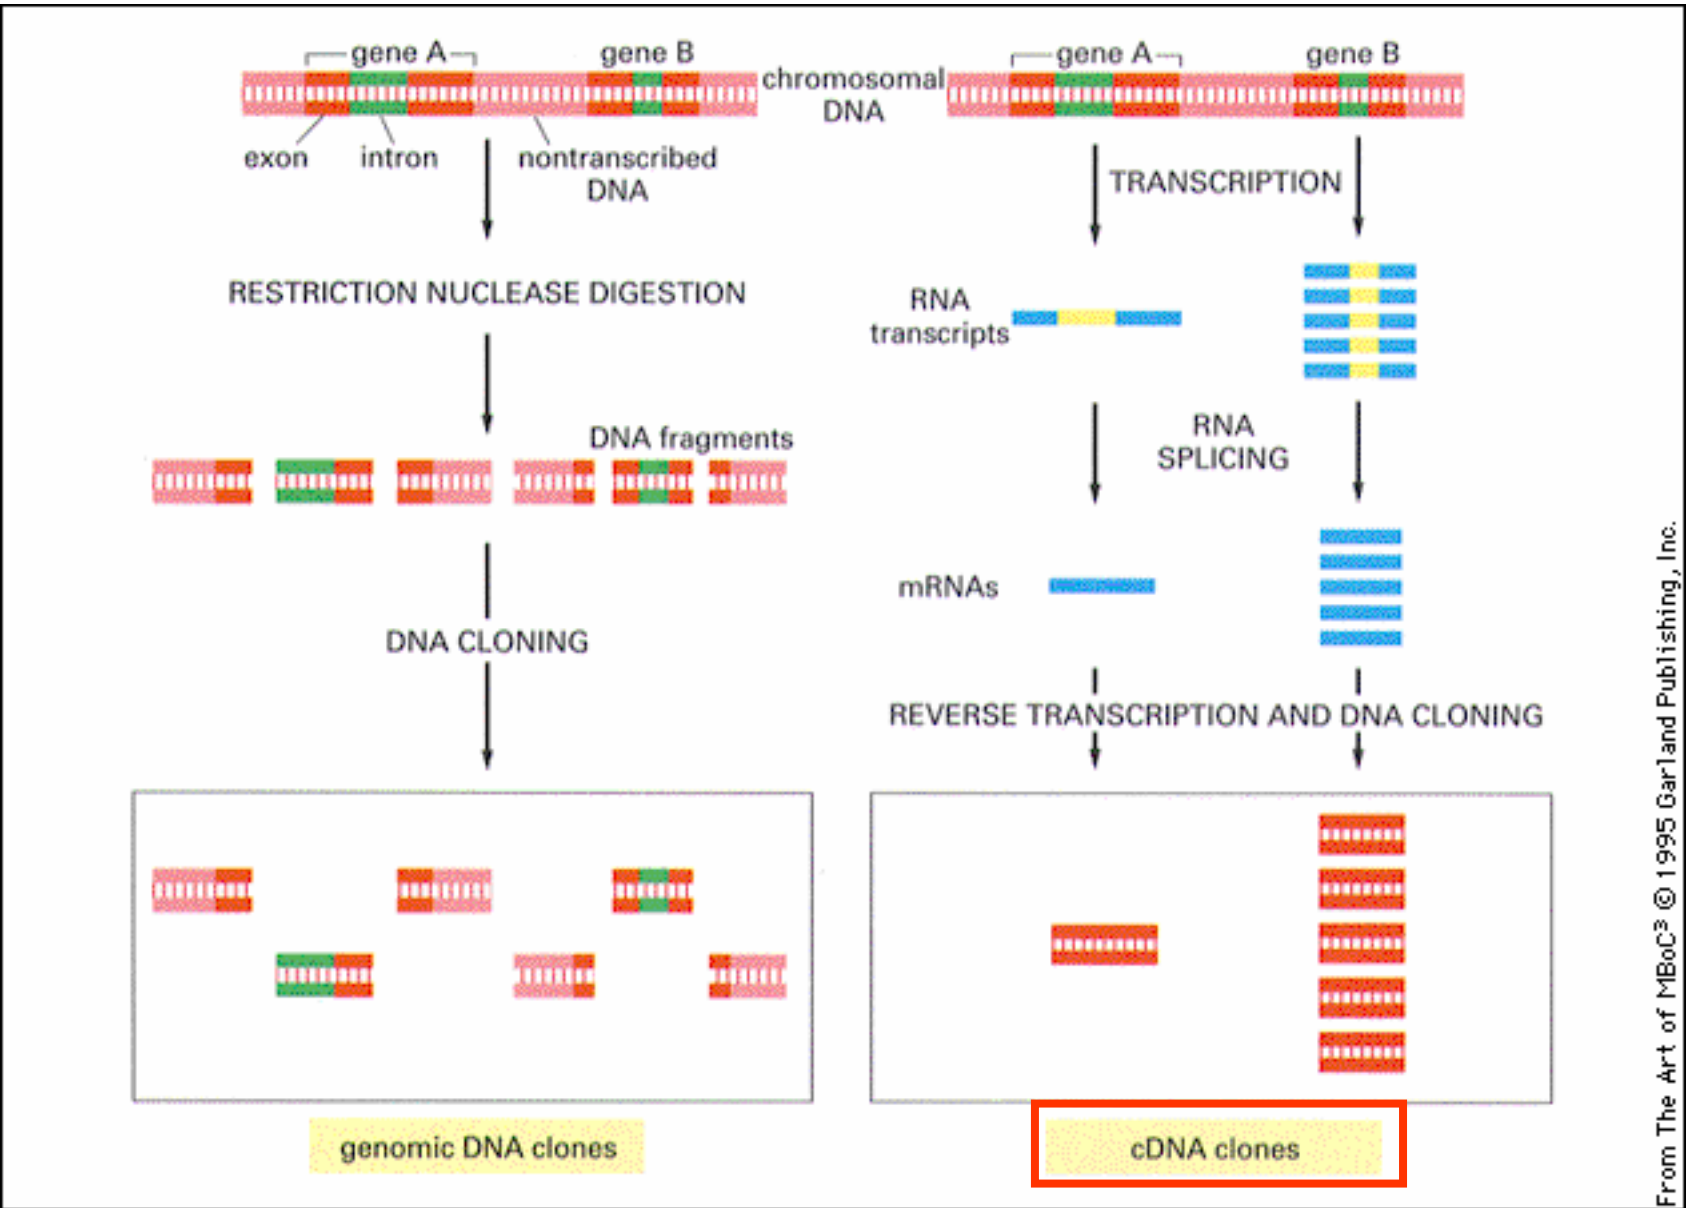 gene A
gene B
chromosomal
DNA
exon
intron
nontranscribed
DNA
RESTRICTION NUCLEASE DIGESTION
DNA fragments
DNA CLONING
genomic DNA clones
gene A
gene B
TRANSCRIPTION
RNA
transcripts
RNA
SPLICING
mRNAs
REVERSE TRANSCRIPTION AND DNA CLONING
cDNA clones
From The Art of MBoC³ © 1995 Garland Publishing, Inc.